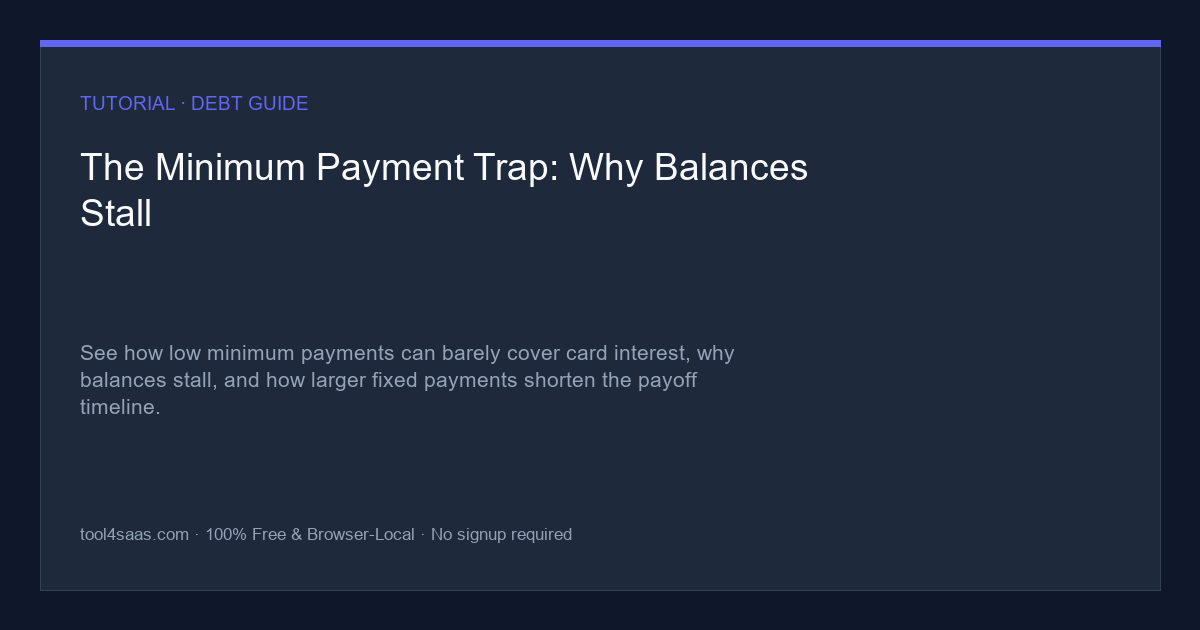 TUTORIAL · DEBT GUIDE
The Minimum Payment Trap: Why Balances
Stall
See how low minimum payments can barely cover card interest, why
balances stall, and how larger fixed payments shorten the payoff
timeline.
tool4saas.com · 100% Free & Browser-Local · No signup required